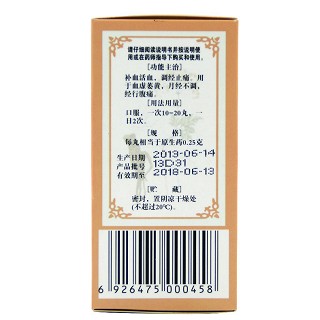 请仔细阅读说明书并按说明使
用或在药师指导下购买和使用。
[功能主治]
补血活血，调经止痛。用
于血虚萎黄，月经不调，
经行腹痛。
[用法用量]
口服，一次10~20丸，一
日2次。
[规 格]
每丸相当于原生药0.25克
生产日期 2013-06-14
产品批号 13D31
有效期至 2018-06-13
[贮 藏]
密封，置阴凉干燥处
(不超过20℃)。
6 926475 000458